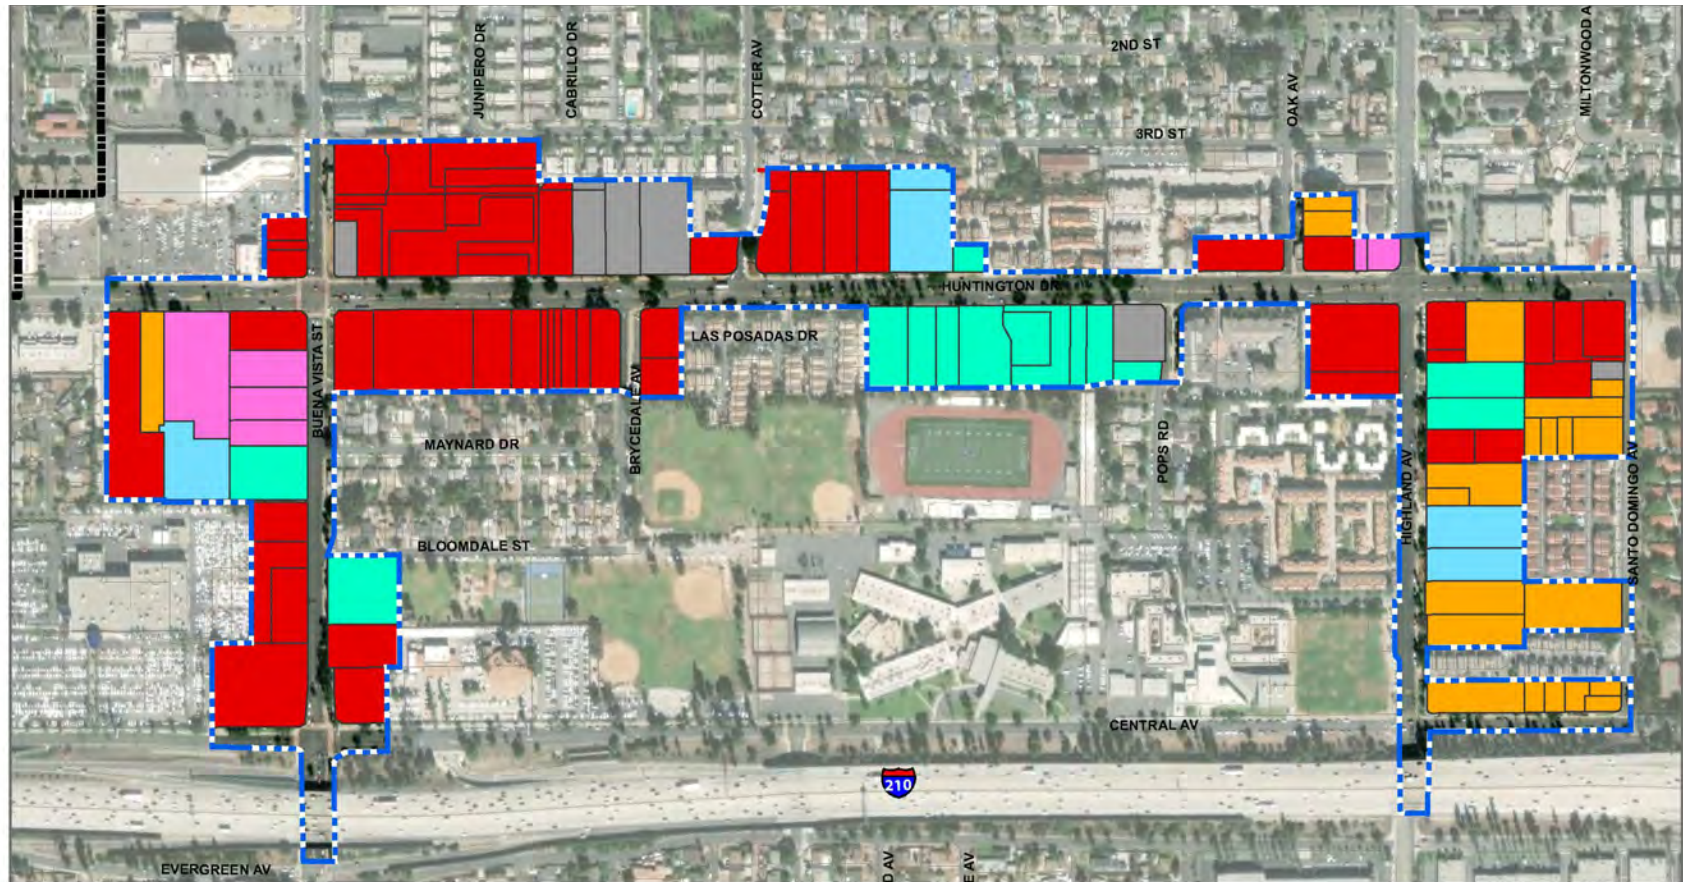 JUNIPERO DR
CABRILLO DR
COTTER AV
2ND ST
OAK AV
MILTONWOOD A
3RD ST
HUNTINGTON DR
LAS POSADAS DR
BUENA VISTA ST
BRYCEDALE AV
MAYNARD DR
POPS RD
HIGHLAND AV
SANTO DOMINGO AV
BLOOMDALE ST
CENTRAL AV
210
EVERGREEN AV
D AV
E AV